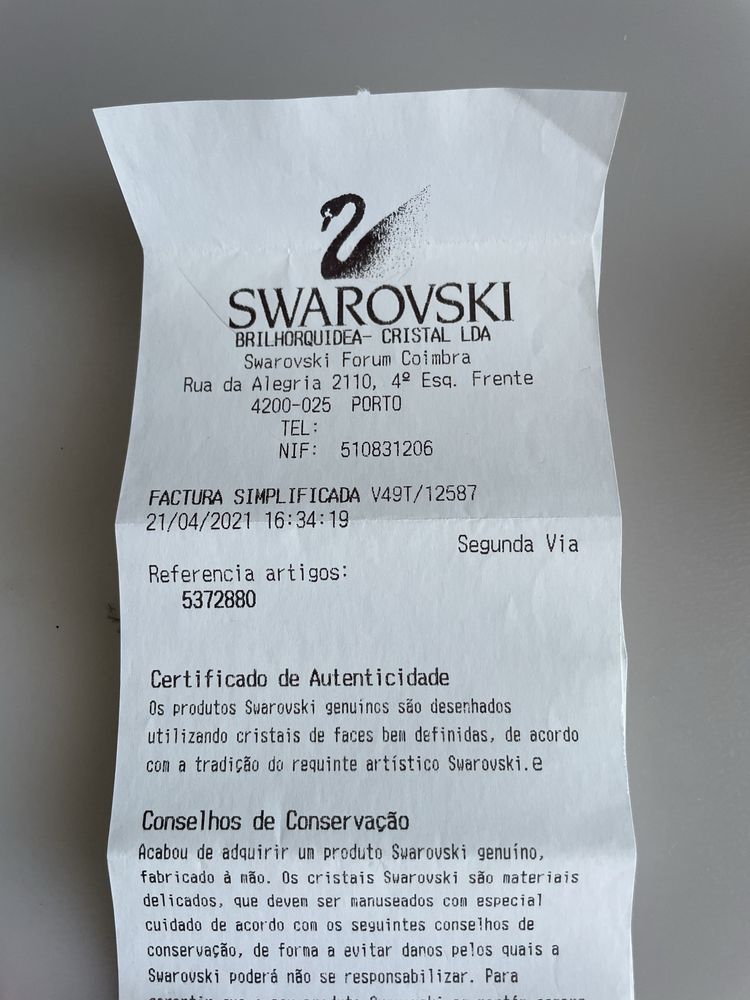 SWAROVSKI
BRILHORQUIDEA- CRISTAL LDA
Swarovski Forum Coimbra
Rua da Alegria 2110, 4º Esq. Frente
4200-025 PORTO
TEL:
NIF: 510831206
FACTURA SIMPLIFICADA V49T/12587
21/04/2021 16:34:19
Segunda Via
Referencia artigos:
5372880
Certificado de Autenticidade
Os produtos Swarovski genuinos são desenhados
utilizando cristais de faces bem definidas, de acordo
com a tradição do requinte artístico Swarovski.e
Conselhos de Conservação
Acabou de adquirir um produto Swarovski genuino,
fabricado à mão. Os cristais Swarovski são materiais
delicados, que devem ser manuseados com especial
cuidado de acordo com os seguintes conselhos de
conservação, de forma a evitar danos pelos quais a
Swarovski poderá não se responsabilizar. Para